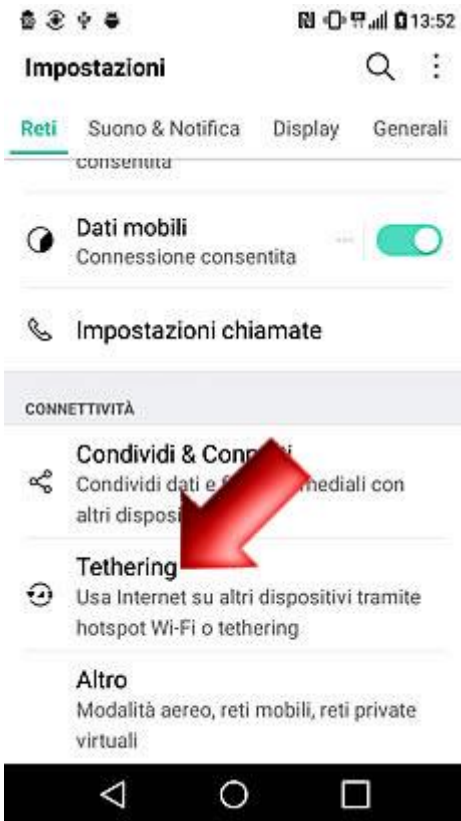 13:52
Impostazioni
Reti Suono & Notifica Display Generali
consentita
Dati mobili
Connessione consentita
Impostazioni chiamate
CONNETTIVITÀ
Condividi & Conn
Condividi dati e mediali con
altri disposi
Tethering
Usa Internet su altri dispositivi tramite
hotspot Wi-Fi o tethering
Altro
Modalità aereo, reti mobili, reti private
virtuali